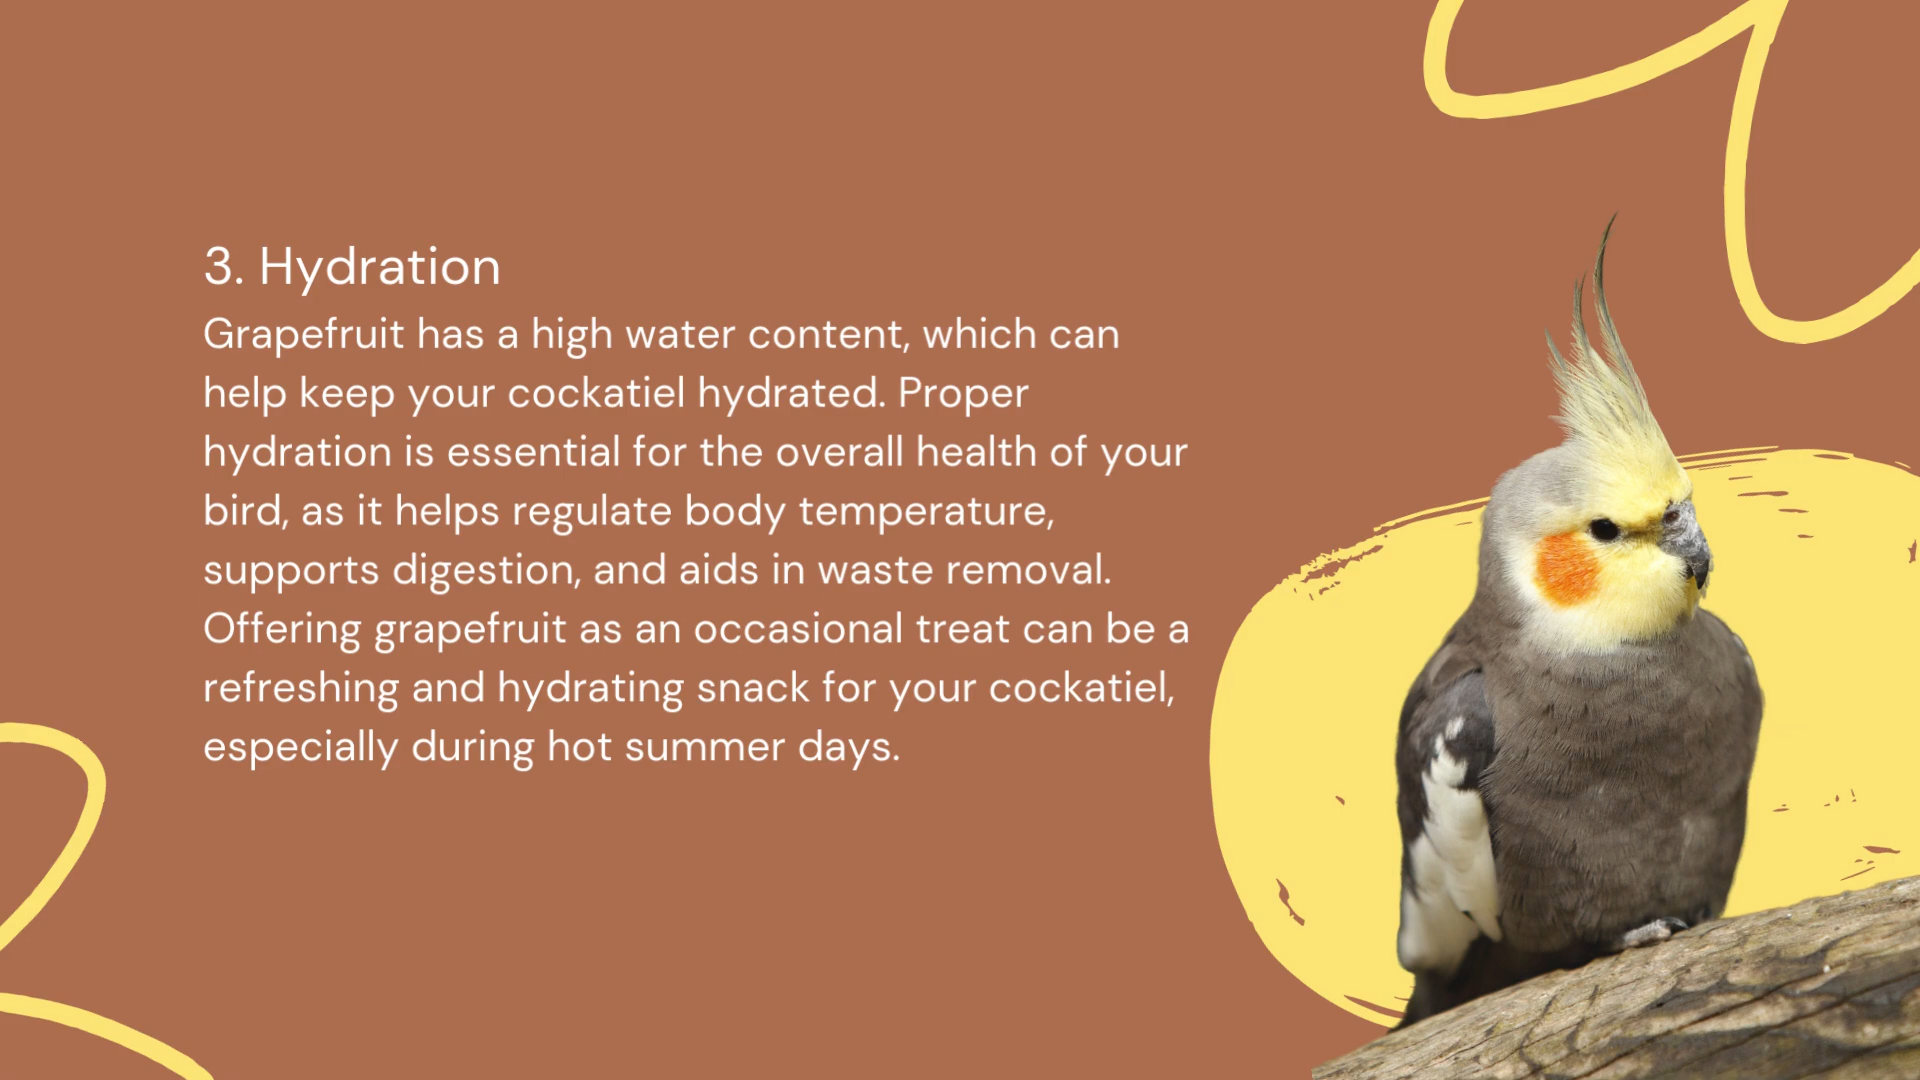 3. Hydration
Grapefruit has a high water content, which can
help keep your cockatiel hydrated. Proper
hydration is essential for the overall health of your
bird, as it helps regulate body temperature,
supports digestion, and aids in waste removal.
Offering grapefruit as an occasional treat can be a
refreshing and hydrating snack for your cockatiel,
especially during hot summer days.